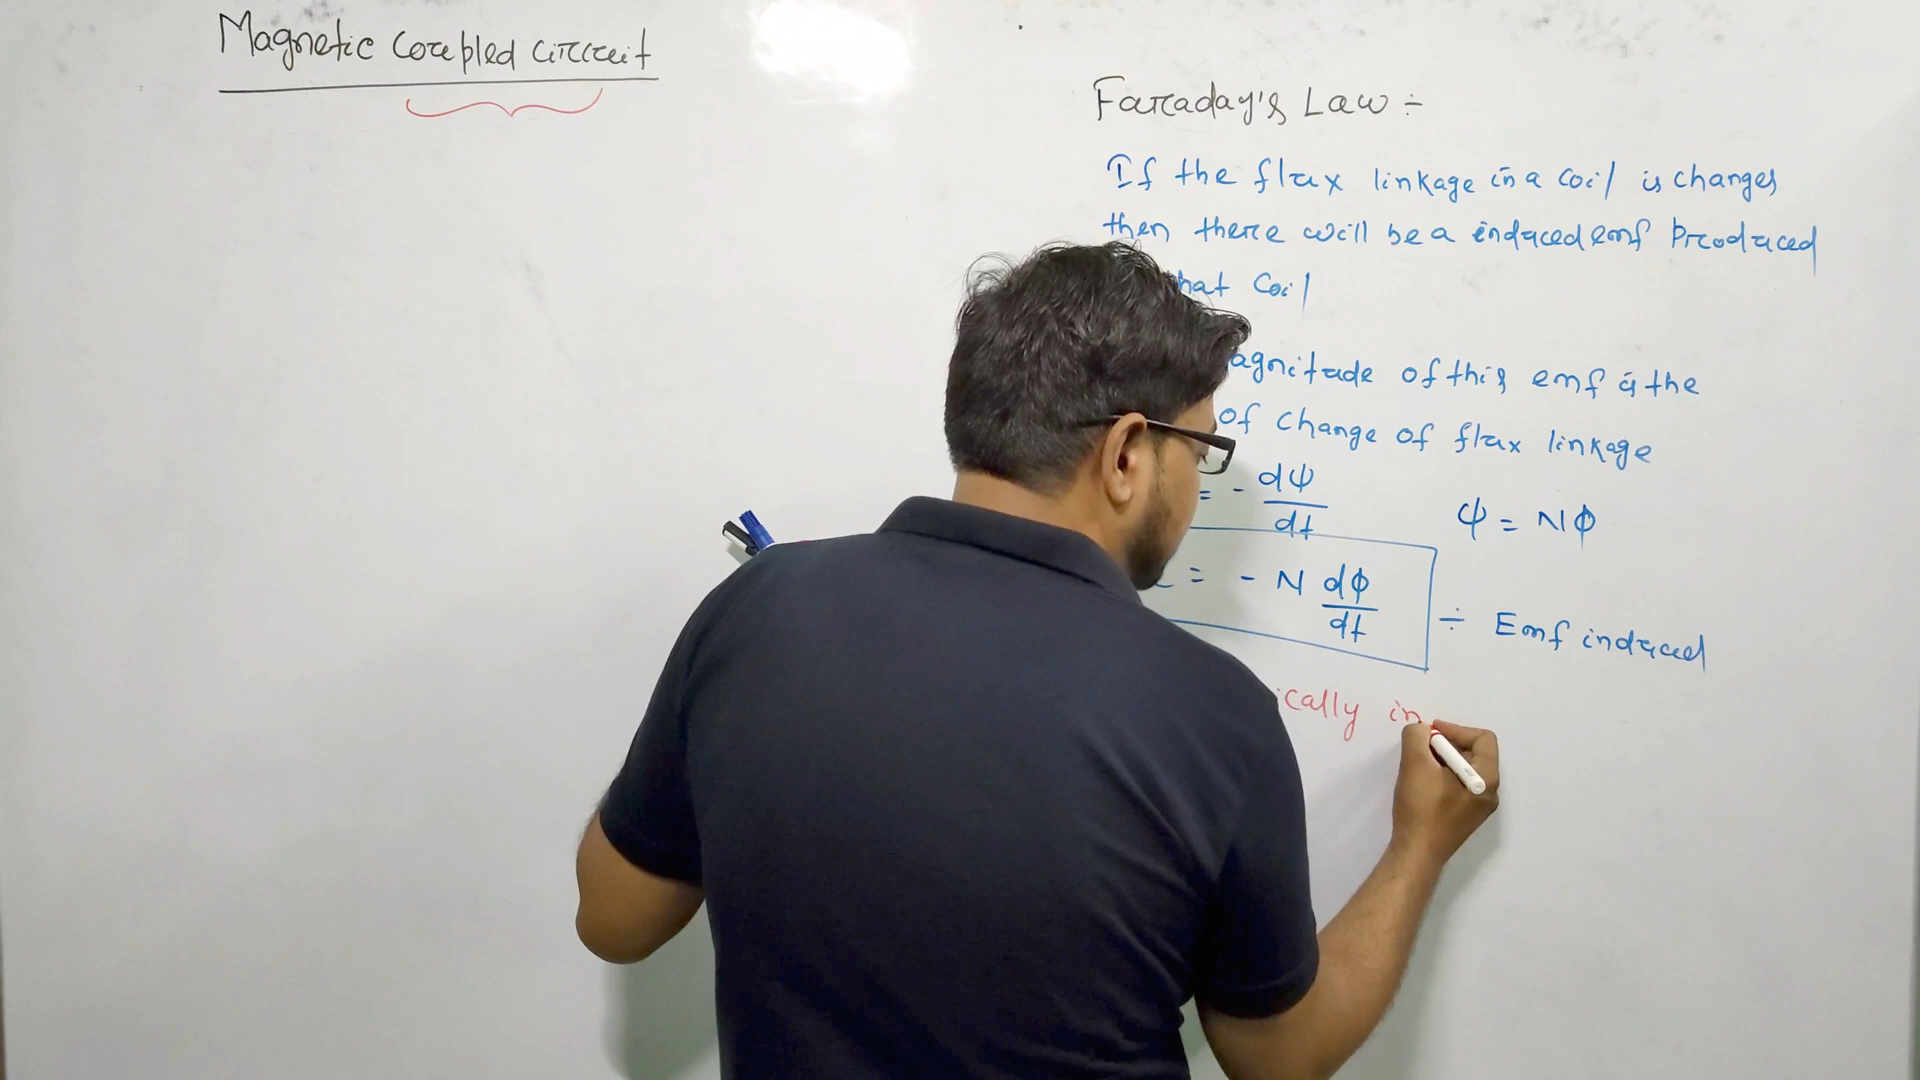 Magnetic Coupled circuit
Faraday's Law ÷
If the flux linkage in a coil is changes
then there will be a induced emf Produced
hat Coil
agnitude of this emf is the
of change of flux linkage
= - dψ/dt
ψ = Nϕ
= - N dϕ/dt ÷ Emf induced
ically in